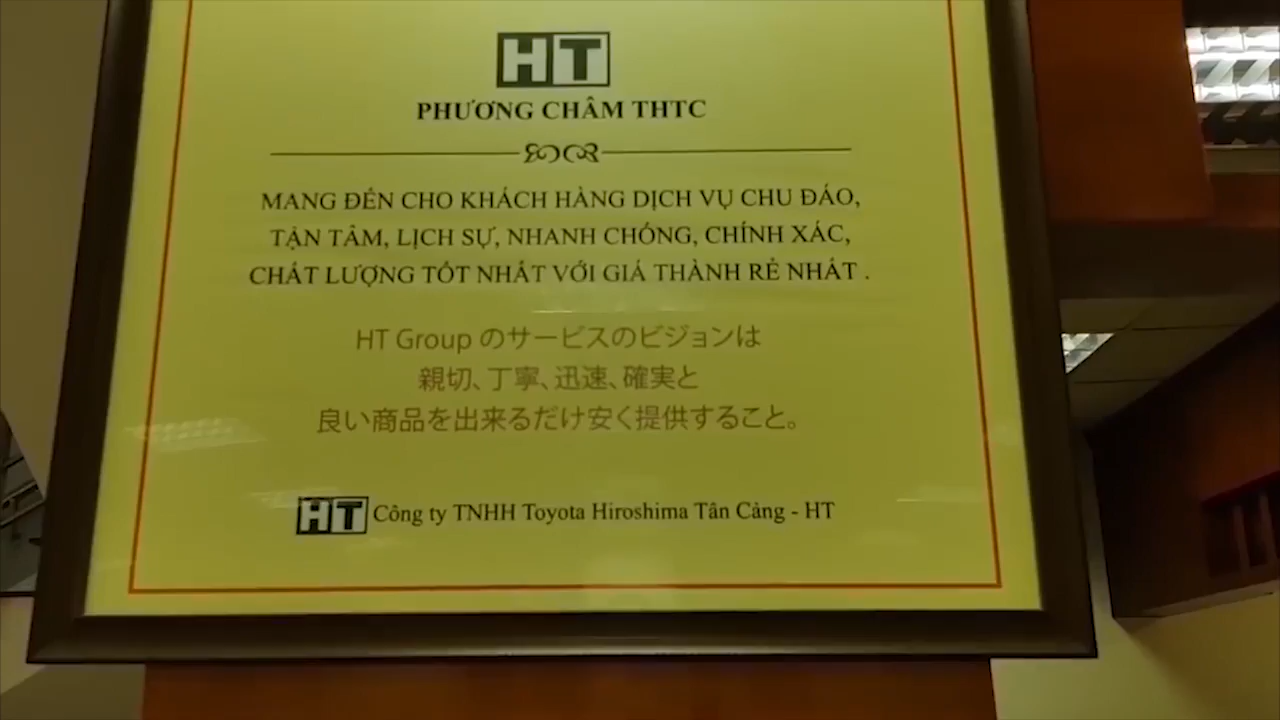 HT
PHƯƠNG CHÂM THTC
MANG ĐẾN CHO KHÁCH HÀNG DỊCH VỤ CHU ĐÁO,
TẬN TÂM, LỊCH SỰ, NHANH CHÓNG, CHÍNH XÁC,
CHẤT LƯỢNG TỐT NHẤT VỚI GIÁ THÀNH RẺ NHẤT .
HT Group のサービスのビジョンは
親切、丁寧、迅速、確実と
良い商品を出来るだけ安く提供すること。
HT Công ty TNHH Toyota Hiroshima Tân Cảng - HT